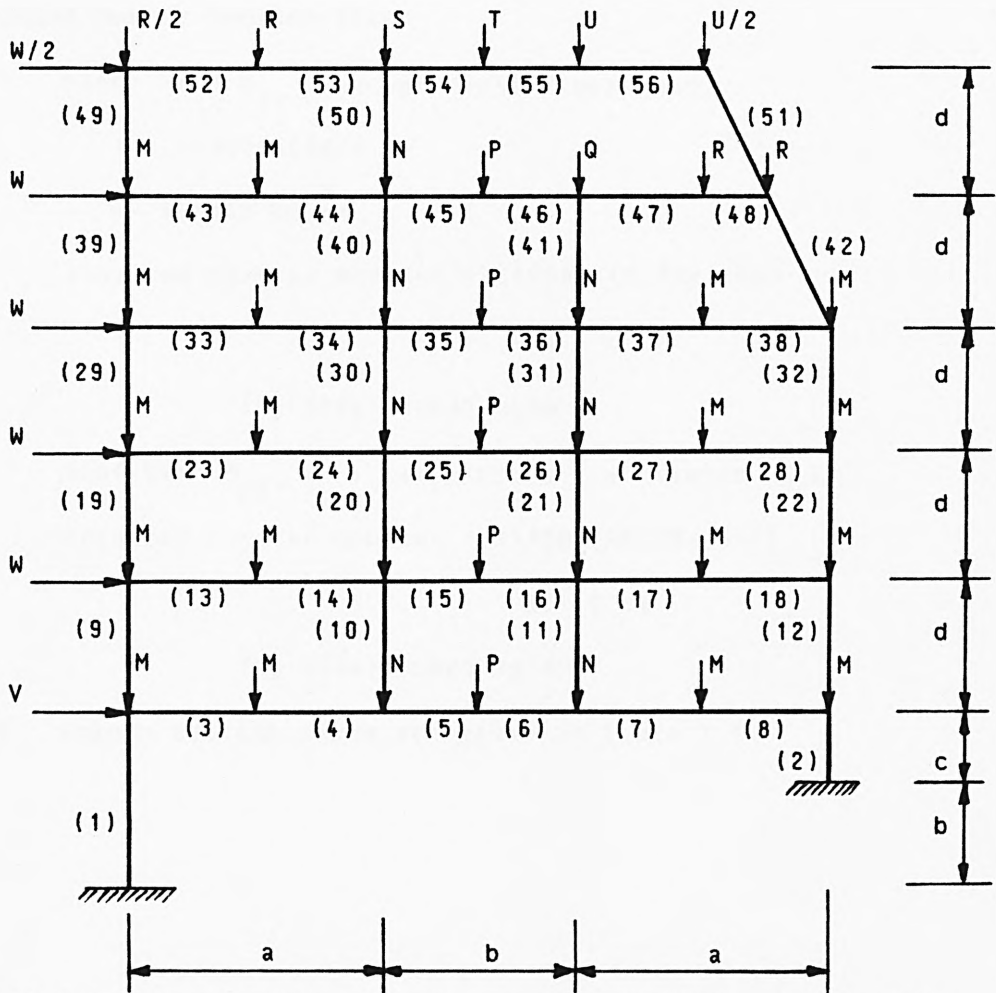 R/2 R S T U U/2
W/2
(52) (53) (54) (55) (56)
(49) (50) (51) d
M M N P Q R R
W
(43) (44) (45) (46) (47) (48)
(39) (40) (41) (42) d
M M N P N M M
W
(33) (34) (35) (36) (37) (38)
(29) (30) (31) (32) d
M M N P N M M
W
(23) (24) (25) (26) (27) (28)
(19) (20) (21) (22) d
M M N P N M M
W
(13) (14) (15) (16) (17) (18)
(9) (10) (11) (12) d
M M N P N M M
V
(3) (4) (5) (6) (7) (8)
(2) c
(1) b
a b a